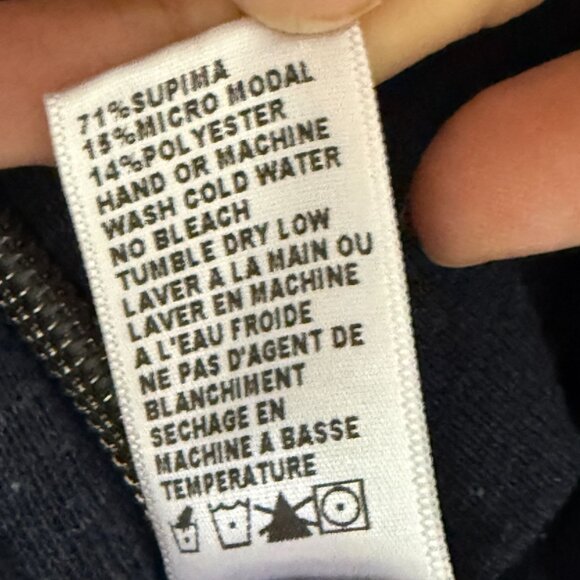 71%SUPIMA
15%MICRO MODAL
14%POLYESTER
HAND OR MACHINE
WASH COLD WATER
NO BLEACH
TUMBLE DRY LOW
LAVER A LA MAIN OU
LAVER EN MACHINE
A L'EAU FROIDE
NE PAS D'AGENT DE
BLANCHIMENT
SECHAGE EN
MACHINE A BASSE
TEMPERATURE